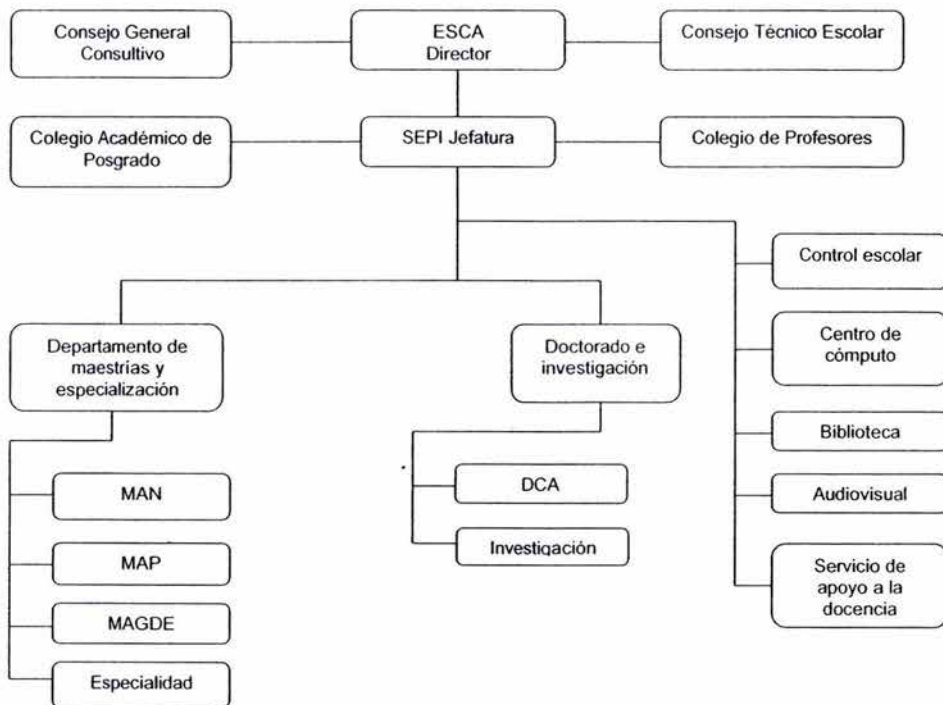 Consejo General
Consultivo
ESCA
Director
Consejo Técnico Escolar
Colegio Académico de
Posgrado
SEPI Jefatura
Colegio de Profesores
Control escolar
Centro de
cómputo
Departamento de
maestrías y
especialización
Doctorado e
investigación
Biblioteca
Audiovisual
Servicio de
apoyo a la
docencia
MAN
MAP
MAGDE
Especialidad
DCA
Investigación